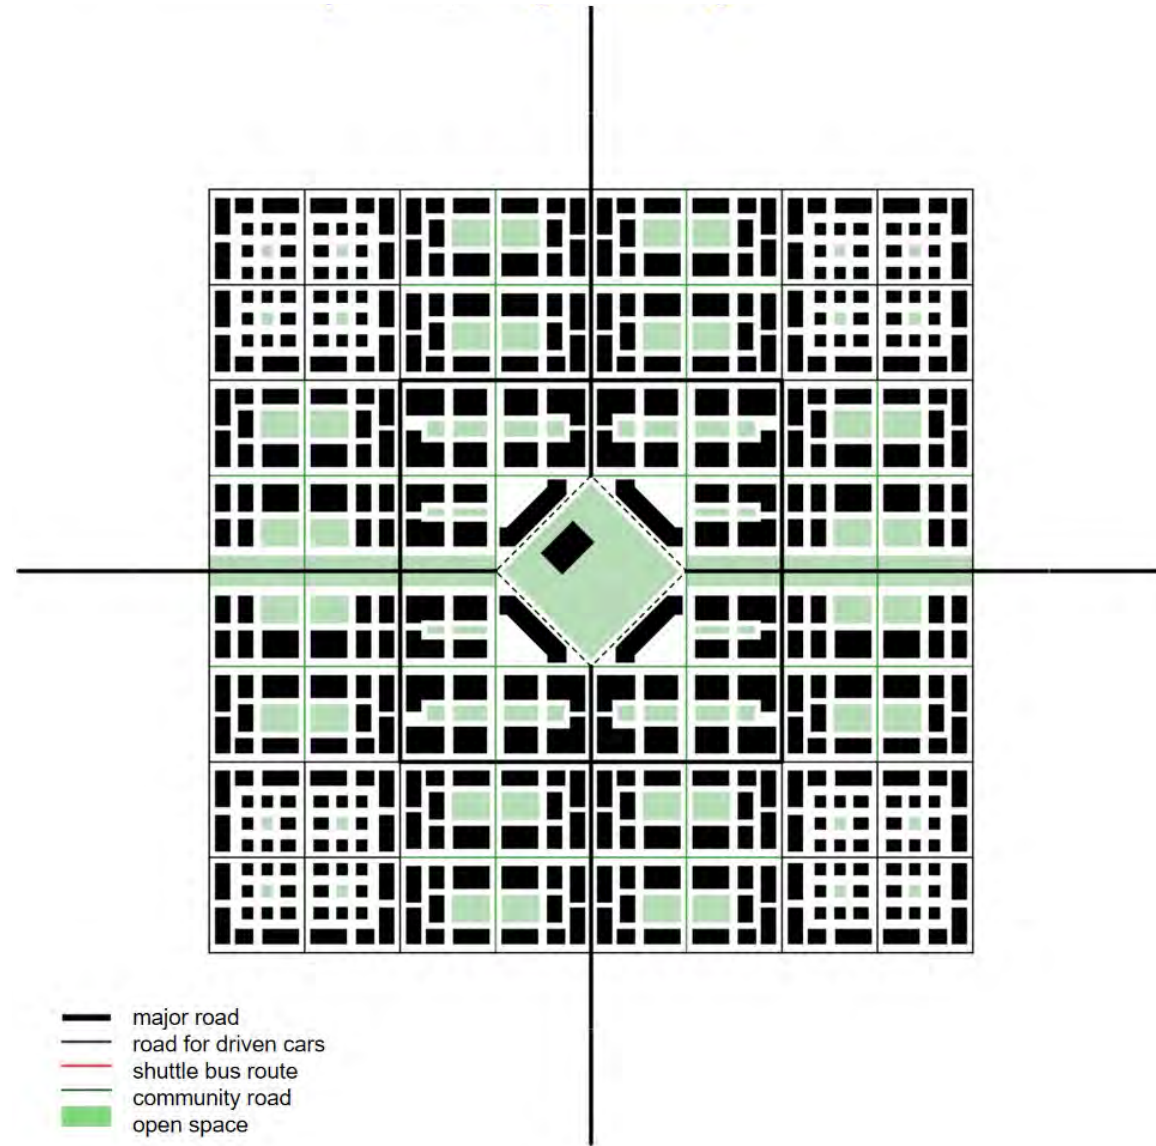 major road
road for driven cars
shuttle bus route
community road
open space